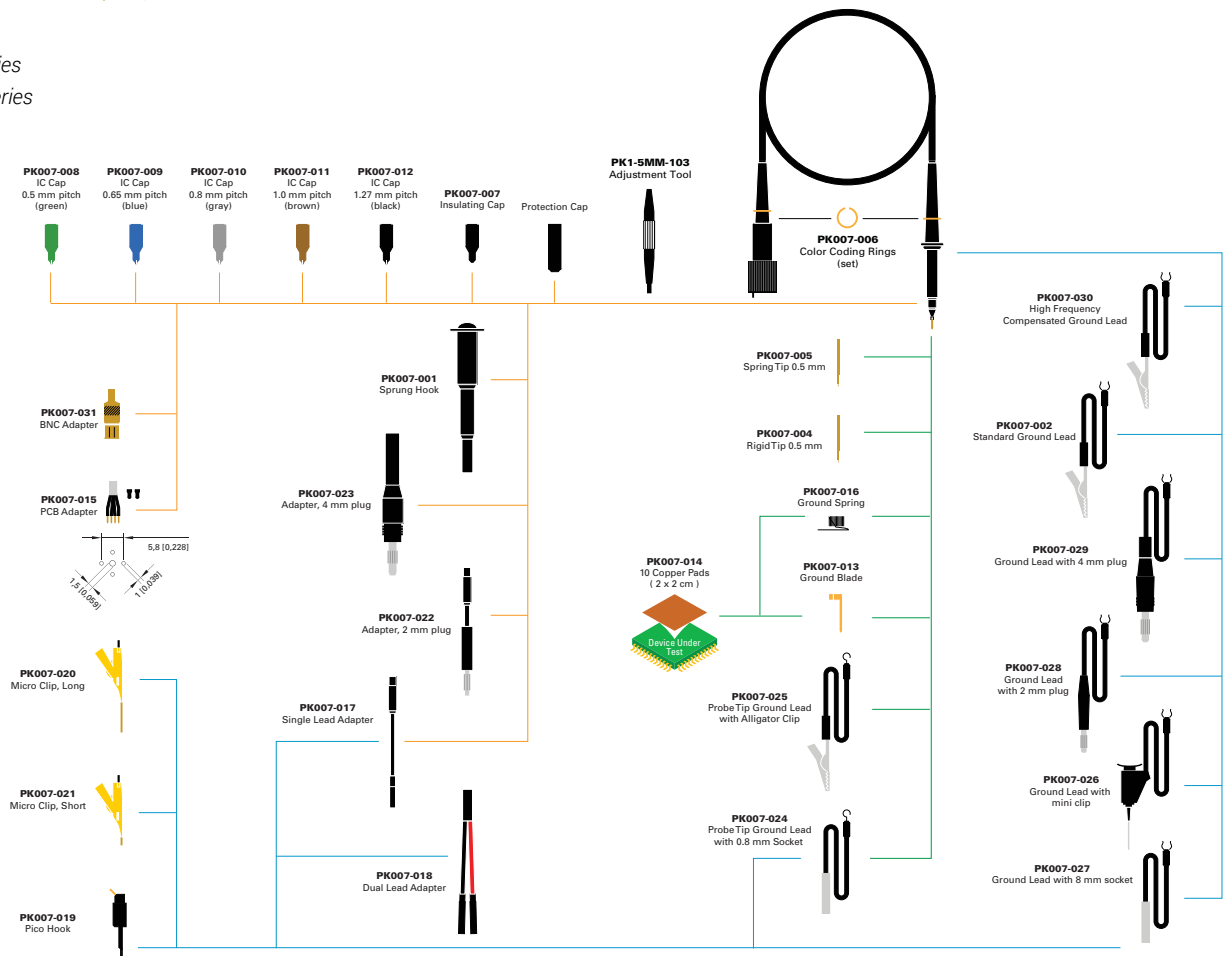 ies
ries
PK007-008
IC Cap
0.5 mm pitch
(green)
PK007-009
IC Cap
0.65 mm pitch
(blue)
PK007-010
IC Cap
0.8 mm pitch
(gray)
PK007-011
IC Cap
1.0 mm pitch
(brown)
PK007-012
IC Cap
1.27 mm pitch
(black)
PK007-007
Insulating Cap
Protection Cap
PK1-5MM-103
Adjustment Tool
PK007-006
Color Coding Rings
(set)
PK007-030
High Frequency
Compensated Ground Lead
PK007-005
Spring Tip 0.5 mm
PK007-001
Sprung Hook
PK007-031
BNC Adapter
PK007-004
Rigid Tip 0.5 mm
PK007-002
Standard Ground Lead
PK007-015
PCB Adapter
5,8 [0,228]
1,5 [0,059]
1 [0,039]
PK007-023
Adapter, 4 mm plug
PK007-016
Ground Spring
PK007-014
10 Copper Pads
( 2 x 2 cm )
Device Under
Test
PK007-013
Ground Blade
PK007-029
Ground Lead with 4 mm plug
PK007-022
Adapter, 2 mm plug
PK007-020
Micro Clip, Long
PK007-017
Single Lead Adapter
PK007-025
Probe Tip Ground Lead
with Alligator Clip
PK007-028
Ground Lead
with 2 mm plug
PK007-021
Micro Clip, Short
PK007-026
Ground Lead with
mini clip
PK007-024
Probe Tip Ground Lead
with 0.8 mm Socket
PK007-018
Dual Lead Adapter
PK007-027
Ground Lead with 8 mm socket
PK007-019
Pico Hook